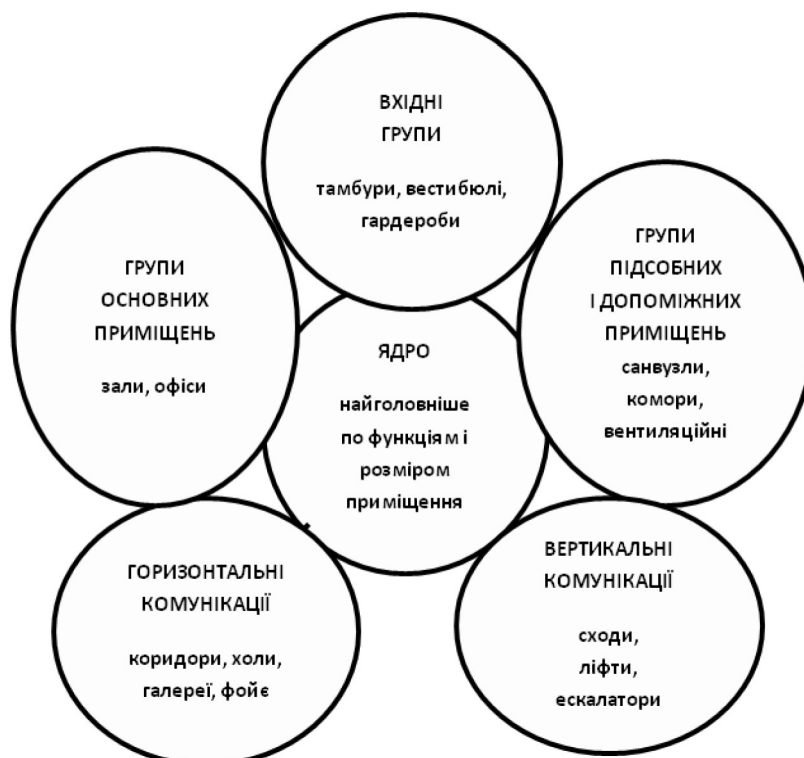 ВХІДНІ
ГРУПИ
тамбури, вестибюлі,
гардероби
ГРУПИ
ОСНОВНИХ
ПРИМІЩЕНЬ
зали, офіси
ГРУПИ
ПІДСОБНИХ
І ДОПОМІЖНИХ
ПРИМІЩЕНЬ
санвузли,
комори,
вентиляційні
ЯДРО
найголовніше
по функціям і
розміром
приміщення
ГОРИЗОНТАЛЬНІ
КОМУНІКАЦІЇ
коридори, холи,
галереї, фойє
ВЕРТИКАЛЬНІ
КОМУНІКАЦІЇ
сходи,
ліфти,
ескалатори